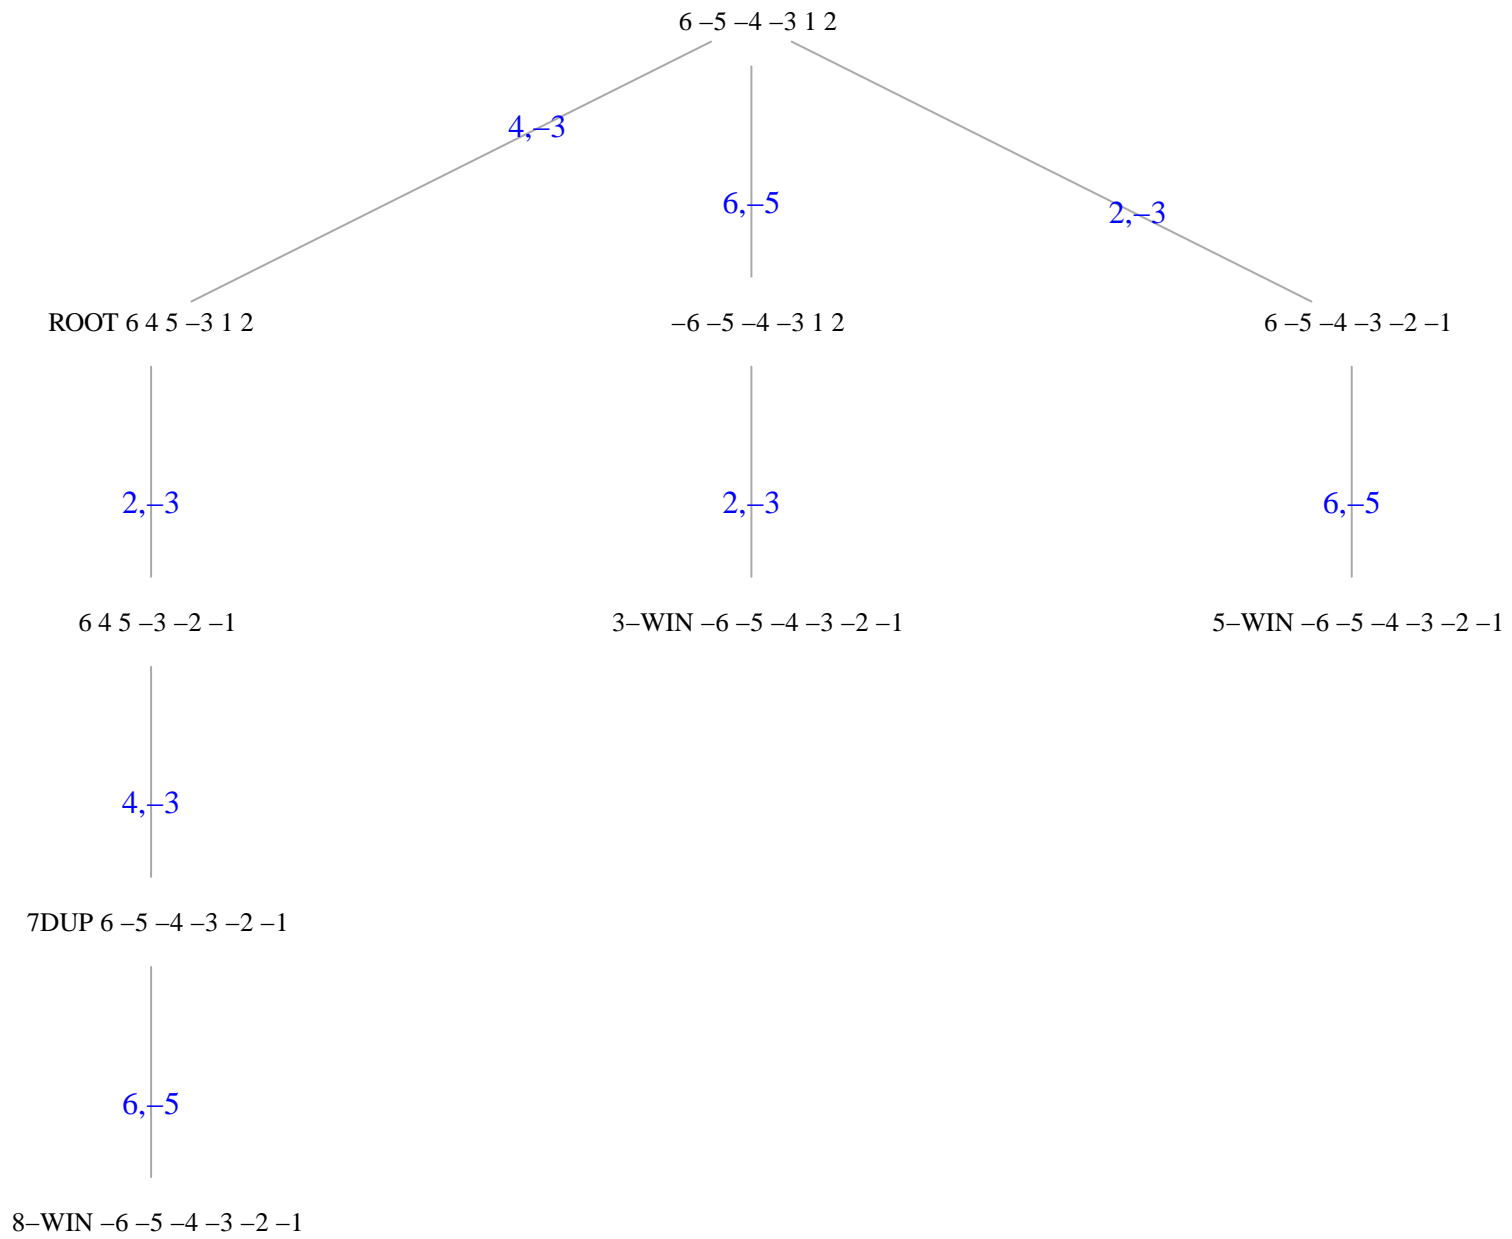 6 –5 –4 –3 1 2
4,–3
6,–5
2,–3
ROOT 6 4 5 –3 1 2
–6 –5 –4 –3 1 2
6 –5 –4 –3 –2 –1
2,–3
2,–3
6,–5
6 4 5 –3 –2 –1
3–WIN –6 –5 –4 –3 –2 –1
5–WIN –6 –5 –4 –3 –2 –1
4,–3
7DUP 6 –5 –4 –3 –2 –1
6,–5
8–WIN –6 –5 –4 –3 –2 –1